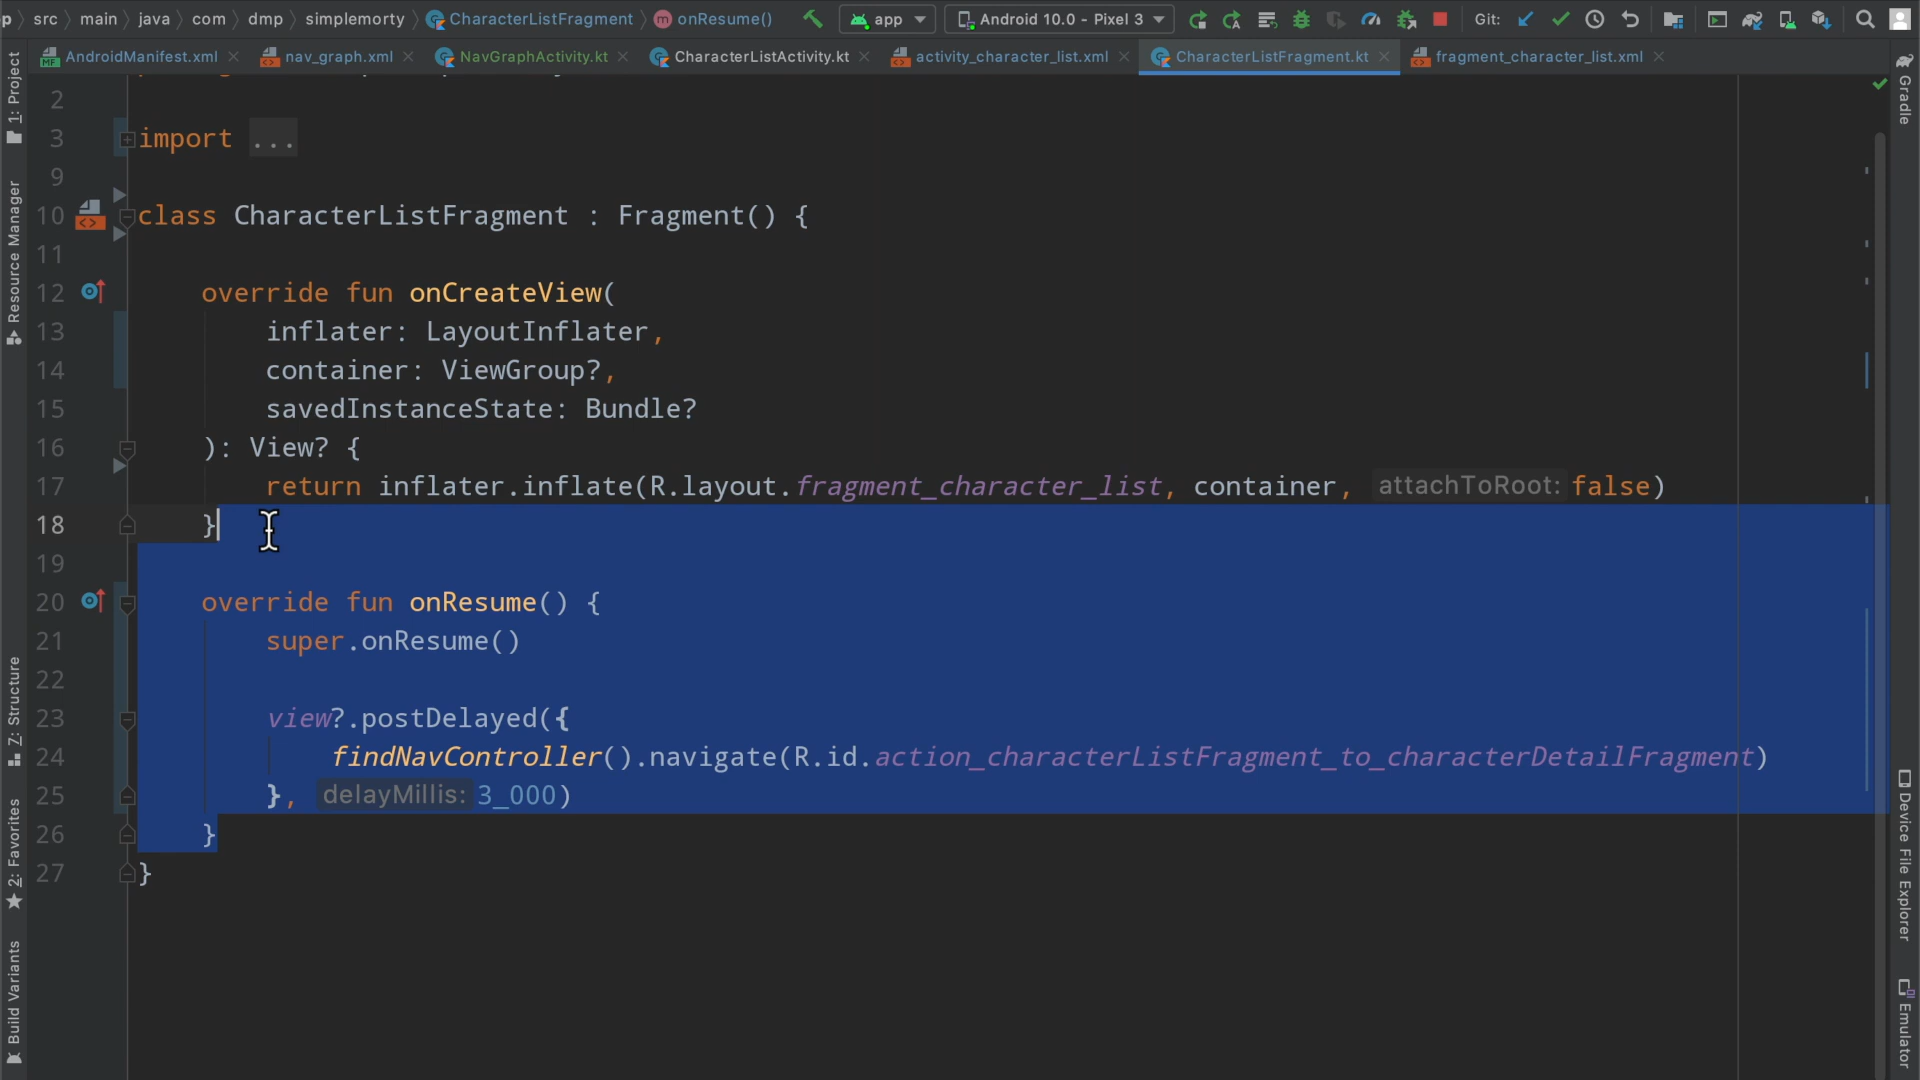 p  src  main  java  com  dmp  simplemorty  CharacterListFragment  m onResume()  app  Android 10.0 - Pixel 3  Git:
AndroidManifest.xml  nav_graph.xml  NavGraphActivity.kt  CharacterListActivity.kt  activity_character_list.xml  CharacterListFragment.kt  fragment_character_list.xml
2
3 import ...
9
10 class CharacterListFragment : Fragment() {
11
12 override fun onCreateView(
13 inflater: LayoutInflater,
14 container: ViewGroup?,
15 savedInstanceState: Bundle?
16 ): View? {
17 return inflater.inflate(R.layout.fragment_character_list, container, attachToRoot: false)
18 }
19
20 override fun onResume() {
21 super.onResume()
22
23 view?.postDelayed({
24 findNavController().navigate(R.id.action_characterListFragment_to_characterDetailFragment)
25 }, delayMillis: 3_000)
26 }
27 }
1: Project
Resource Manager
Z: Structure
2: Favorites
Build Variants
Gradle
Device File Explorer
Emulator